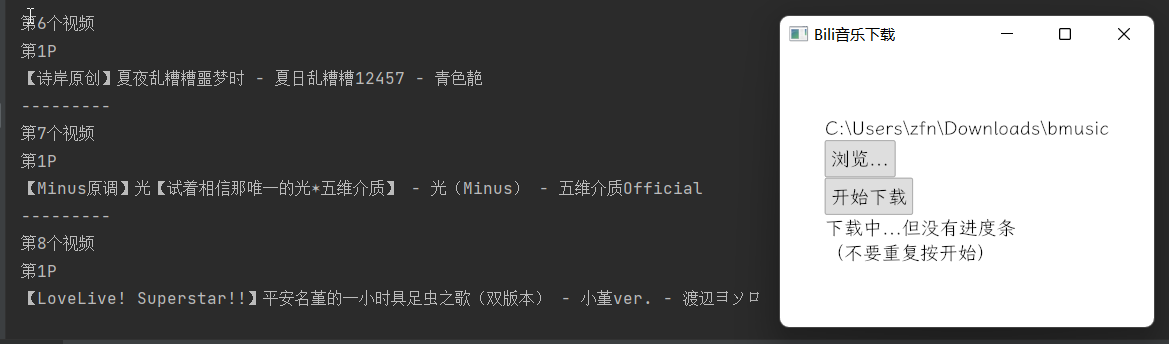 第6个视频
第1P
【诗岸原创】夏夜乱糟糟噩梦时 - 夏日乱糟糟12457 - 青色靘
---------
第7个视频
第1P
【Minus原调】光【试着相信那唯一的光*五维介质】 - 光（Minus） - 五维介质Official
---------
第8个视频
第1P
【LoveLive! Superstar!!】平安名堇的一小时具足虫之歌（双版本） - 小堇ver. - 渡辺ヨソロ
Bili音乐下载
C:\Users\zfn\Downloads\bmusic
浏览...
开始下载
下载中...但没有进度条
（不要重复按开始）